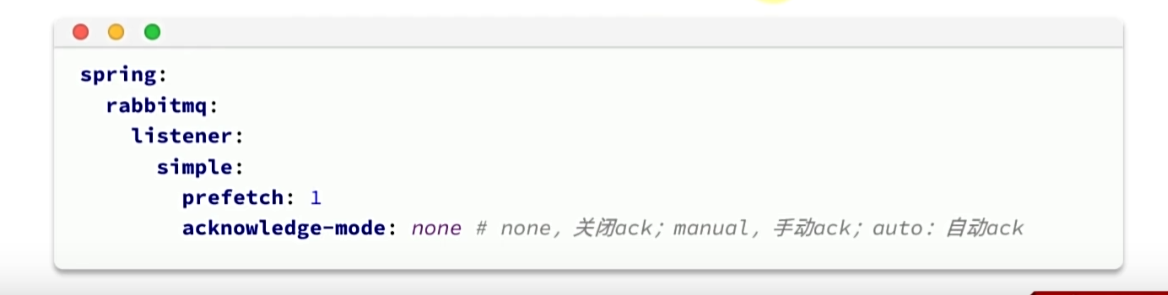 spring:
rabbitmq:
listener:
simple:
prefetch: 1
acknowledge-mode: none # none, 关闭ack; manual, 手动ack; auto: 自动ack